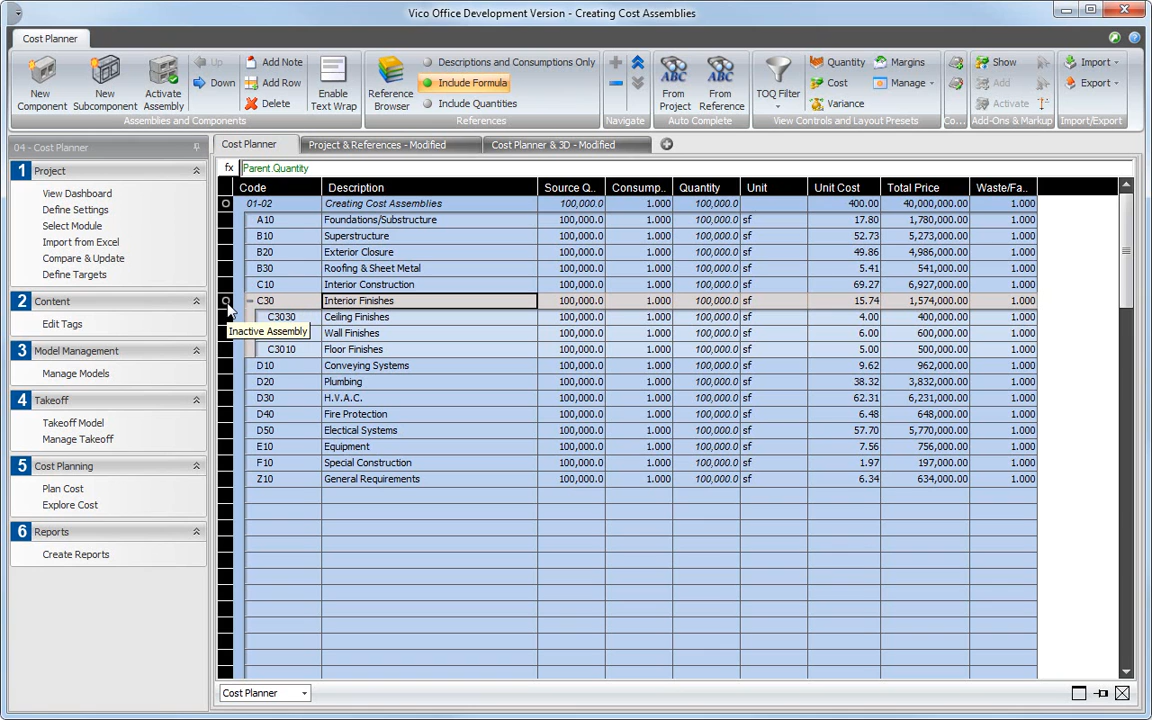 Vico Office Development Version - Creating Cost Assemblies
Cost Planner
New Component
New Subcomponent
Activate Assembly
Up
Down
Add Note
Add Row
Delete
Enable Text Wrap
Reference Browser
Descriptions and Consumptions Only
Include Formula
Include Quantities
From Project
From Reference
TOQ Filter
Quantity
Cost
Variance
Margins
Manage
Show
Add
Activate
Import
Export
Assemblies and Components
References
Navigate
Auto Complete
View Controls and Layout Presets
Co...
Add-Ons & Markup
Import/Export
04 - Cost Planner
1 Project
View Dashboard
Define Settings
Select Module
Import from Excel
Compare & Update
Define Targets
2 Content
Edit Tags
3 Model Management
Manage Models
4 Takeoff
Takeoff Model
Manage Takeoff
5 Cost Planning
Plan Cost
Explore Cost
6 Reports
Create Reports
Cost Planner
Project & References - Modified
Cost Planner & 3D - Modified
fx Parent.Quantity
Code Description Source Q.. Consump.. Quantity Unit Unit Cost Total Price Waste/Fa..
01-02 Creating Cost Assemblies 100,000.0 1.000 100,000.0 sf 400.00 40,000,000.00 1.000
A10 Foundations/Substructure 100,000.0 1.000 100,000.0 sf 17.80 1,780,000.00 1.000
B10 Superstructure 100,000.0 1.000 100,000.0 sf 52.73 5,273,000.00 1.000
B20 Exterior Closure 100,000.0 1.000 100,000.0 sf 49.86 4,986,000.00 1.000
B30 Roofing & Sheet Metal 100,000.0 1.000 100,000.0 sf 5.41 541,000.00 1.000
C10 Interior Construction 100,000.0 1.000 100,000.0 sf 69.27 6,927,000.00 1.000
C30 Interior Finishes 100,000.0 1.000 100,000.0 sf 15.74 1,574,000.00 1.000
C3030 Ceiling Finishes 100,000.0 1.000 100,000.0 sf 4.00 400,000.00 1.000
Inactive Assembly
Wall Finishes 100,000.0 1.000 100,000.0 sf 6.00 600,000.00 1.000
C3010 Floor Finishes 100,000.0 1.000 100,000.0 sf 5.00 500,000.00 1.000
D10 Conveying Systems 100,000.0 1.000 100,000.0 sf 9.62 962,000.00 1.000
D20 Plumbing 100,000.0 1.000 100,000.0 sf 38.32 3,832,000.00 1.000
D30 H.V.A.C. 100,000.0 1.000 100,000.0 sf 62.31 6,231,000.00 1.000
D40 Fire Protection 100,000.0 1.000 100,000.0 sf 6.48 648,000.00 1.000
D50 Electical Systems 100,000.0 1.000 100,000.0 sf 57.70 5,770,000.00 1.000
E10 Equipment 100,000.0 1.000 100,000.0 sf 7.56 756,000.00 1.000
F10 Special Construction 100,000.0 1.000 100,000.0 sf 1.97 197,000.00 1.000
Z10 General Requirements 100,000.0 1.000 100,000.0 sf 6.34 634,000.00 1.000
Cost Planner